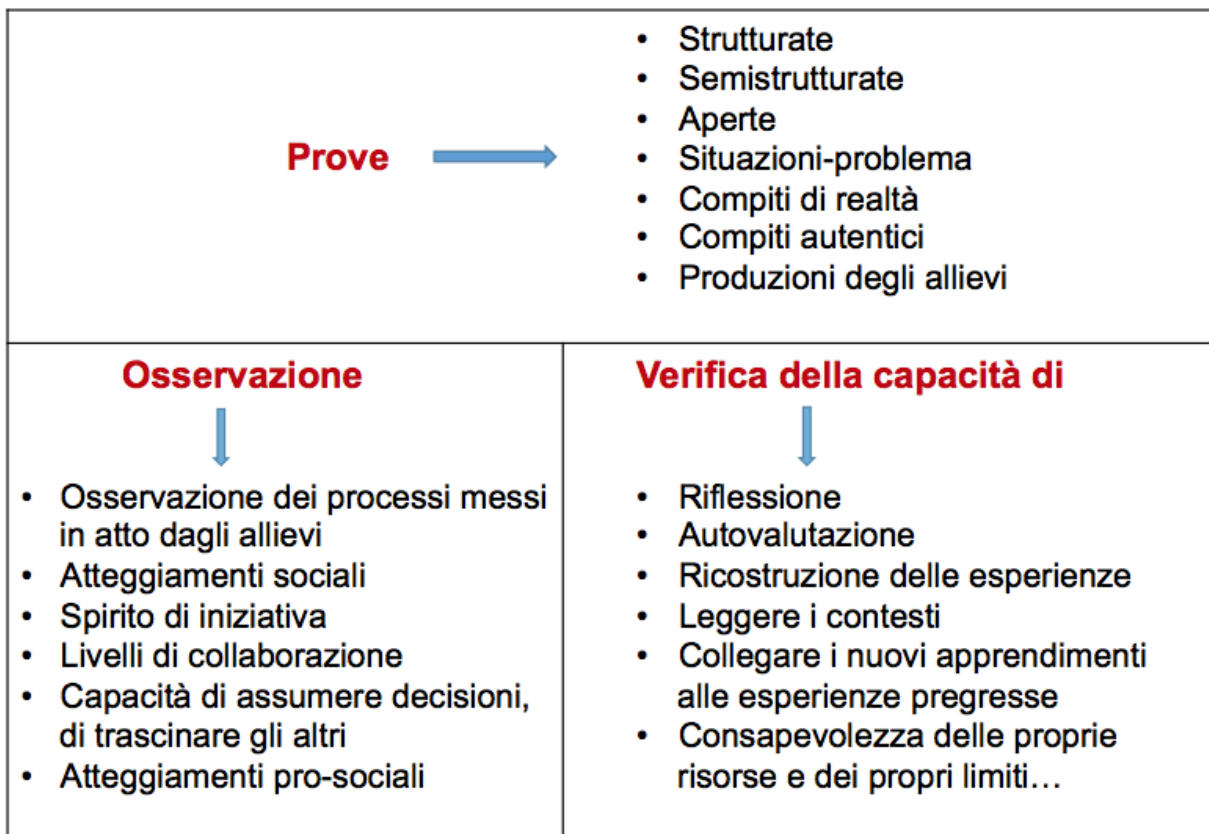 Prove
• Strutturate
• Semistrutturate
• Aperte
• Situazioni-problema
• Compiti di realtà
• Compiti autentici
• Produzioni degli allievi
Osservazione
• Osservazione dei processi messi
in atto dagli allievi
• Atteggiamenti sociali
• Spirito di iniziativa
• Livelli di collaborazione
• Capacità di assumere decisioni,
di trascinare gli altri
• Atteggiamenti pro-sociali
Verifica della capacità di
• Riflessione
• Autovalutazione
• Ricostruzione delle esperienze
• Leggere i contesti
• Collegare i nuovi apprendimenti
alle esperienze pregresse
• Consapevolezza delle proprie
risorse e dei propri limiti…